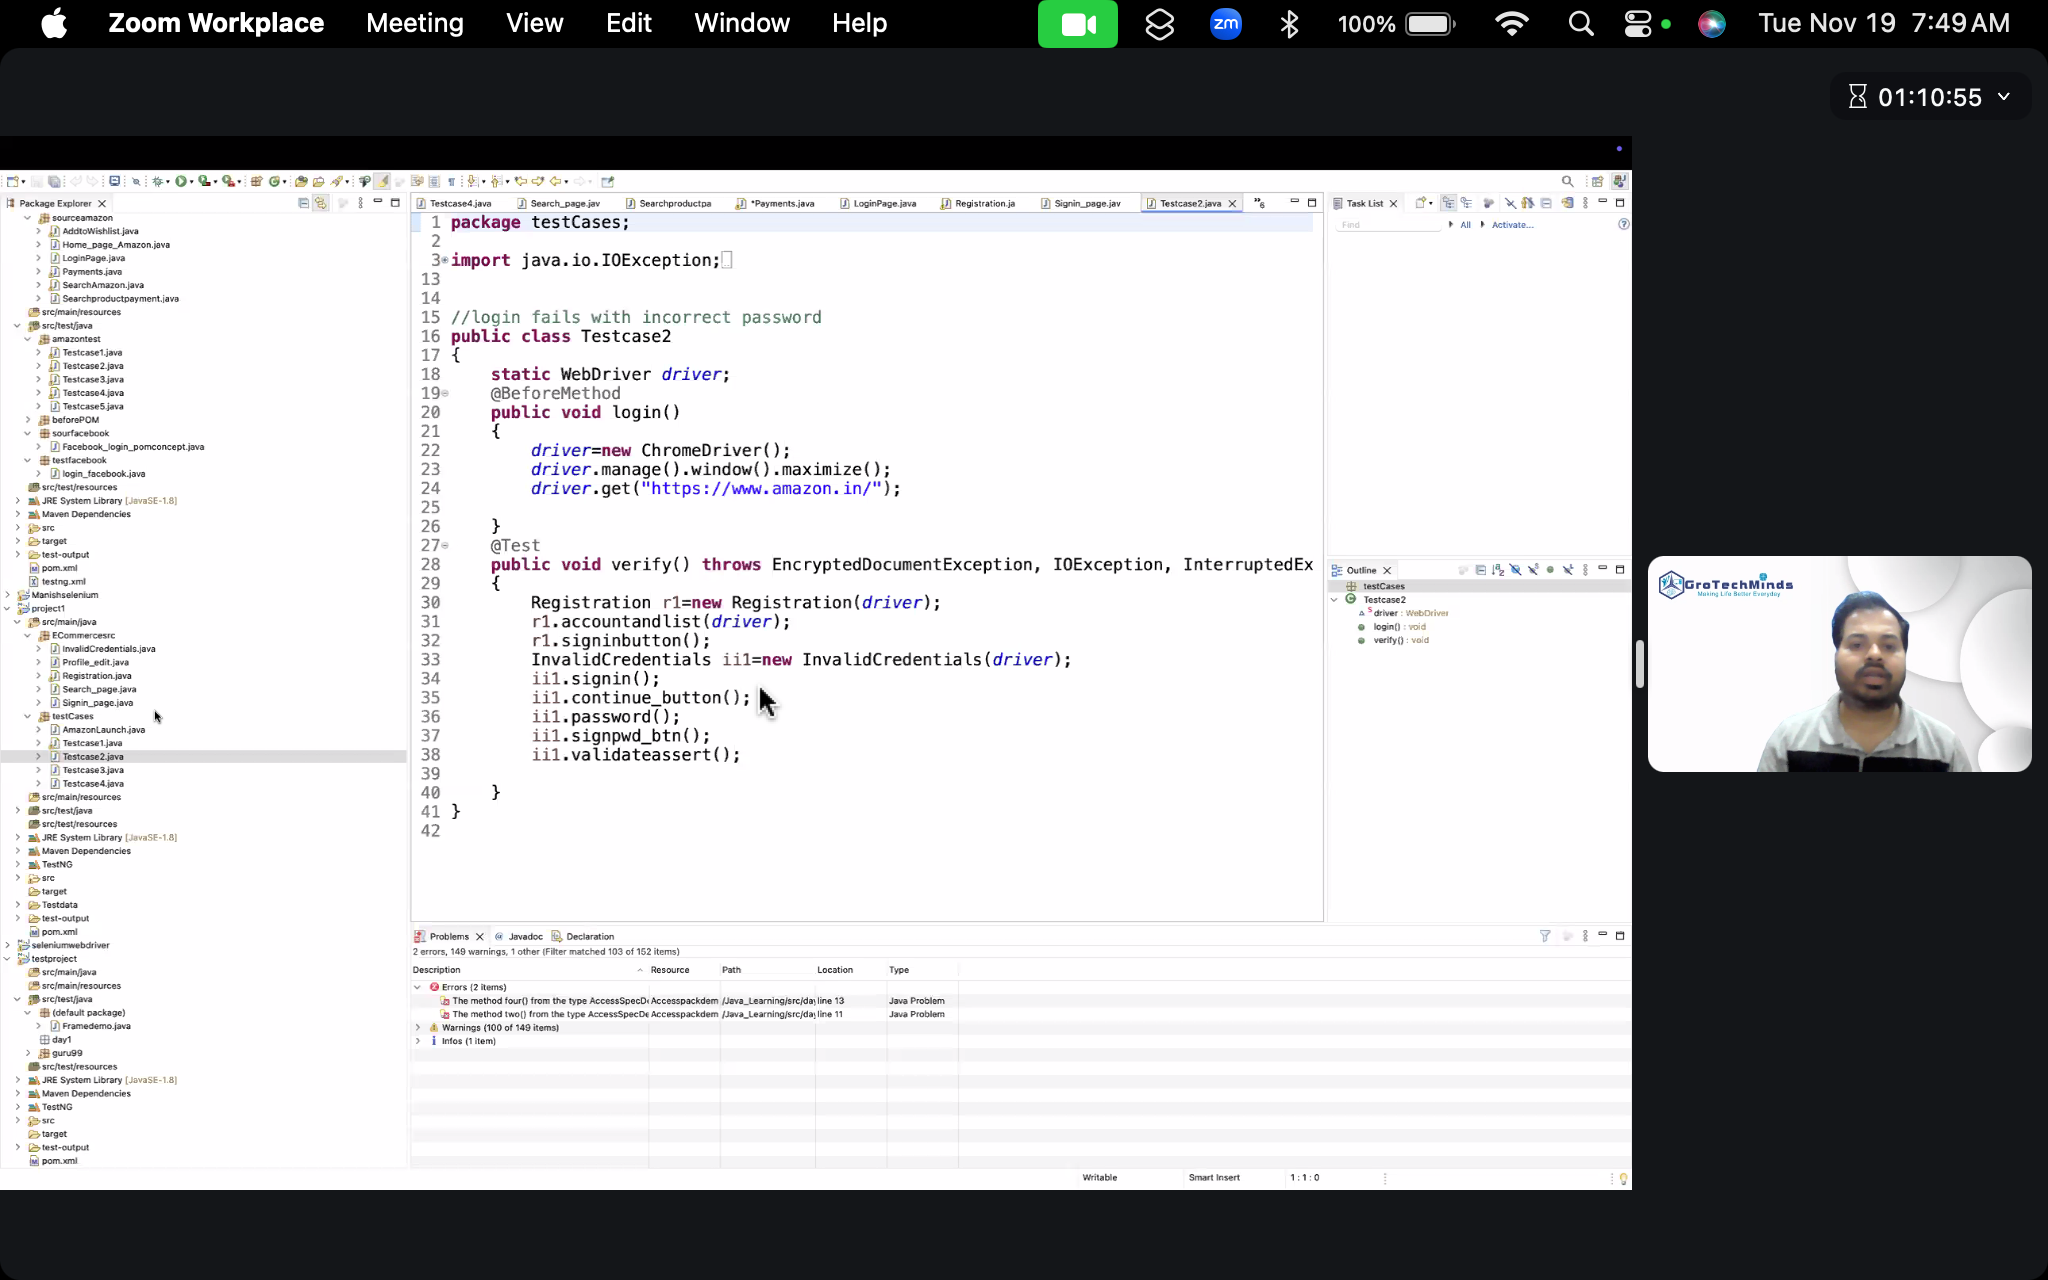 Zoom Workplace Meeting View Edit Window Help zm 100% Tue Nov 19 7:49 AM
01:10:55
Package Explorer
sourceamazon
AddtoWishlist.java
Home_page_Amazon.java
LoginPage.java
Payments.java
SearchAmazon.java
Searchproductpayment.java
src/main/resources
src/test/java
amazontest
Testcase1.java
Testcase2.java
Testcase3.java
Testcase4.java
Testcase5.java
beforePOM
sourfacebook
Facebook_login_pomconcept.java
testfacebook
login_facebook.java
src/test/resources
JRE System Library [JavaSE-1.8]
Maven Dependencies
src
target
test-output
pom.xml
testng.xml
Manishselenium
project1
src/main/java
ECommercesrc
InvalidCredentials.java
Profile_edit.java
Registration.java
Search_page.java
Signin_page.java
testCases
AmazonLaunch.java
Testcase1.java
Testcase2.java
Testcase3.java
Testcase4.java
src/main/resources
src/test/java
src/test/resources
JRE System Library [JavaSE-1.8]
Maven Dependencies
TestNG
src
target
Testdata
test-output
pom.xml
seleniumwebdriver
testproject
src/main/java
src/main/resources
src/test/java
(default package)
Framedemo.java
day1
guru99
src/test/resources
JRE System Library [JavaSE-1.8]
Maven Dependencies
TestNG
src
target
test-output
pom.xml
Testcase4.java Search_page.jav Searchproductpa *Payments.java LoginPage.java Registration.ja Signin_page.jav Testcase2.java »6
1 package testCases;
2
3 import java.io.IOException;
13
14
15 //login fails with incorrect password
16 public class Testcase2
17 {
18 static WebDriver driver;
19 @BeforeMethod
20 public void login()
21 {
22 driver=new ChromeDriver();
23 driver.manage().window().maximize();
24 driver.get("https://www.amazon.in/");
25
26 }
27 @Test
28 public void verify() throws EncryptedDocumentException, IOException, InterruptedEx
29 {
30 Registration r1=new Registration(driver);
31 r1.accountandlist(driver);
32 r1.signinbutton();
33 InvalidCredentials ii1=new InvalidCredentials(driver);
34 ii1.signin();
35 ii1.continue_button();
36 ii1.password();
37 ii1.signpwd_btn();
38 ii1.validateassert();
39
40 }
41 }
42
Task List
Find All Activate...
Outline
testCases
Testcase2
driver : WebDriver
login() : void
verify() : void
Problems Javadoc Declaration
2 errors, 149 warnings, 1 other (Filter matched 103 of 152 items)
Description Resource Path Location Type
Errors (2 items)
The method four() from the type AccessSpecDe Accesspackdem /Java_Learning/src/da line 13 Java Problem
The method two() from the type AccessSpecDe Accesspackdem /Java_Learning/src/da line 11 Java Problem
Warnings (100 of 149 items)
Infos (1 item)
Writable Smart Insert 1:1:0
GroTechMinds
Making Life Better Everyday